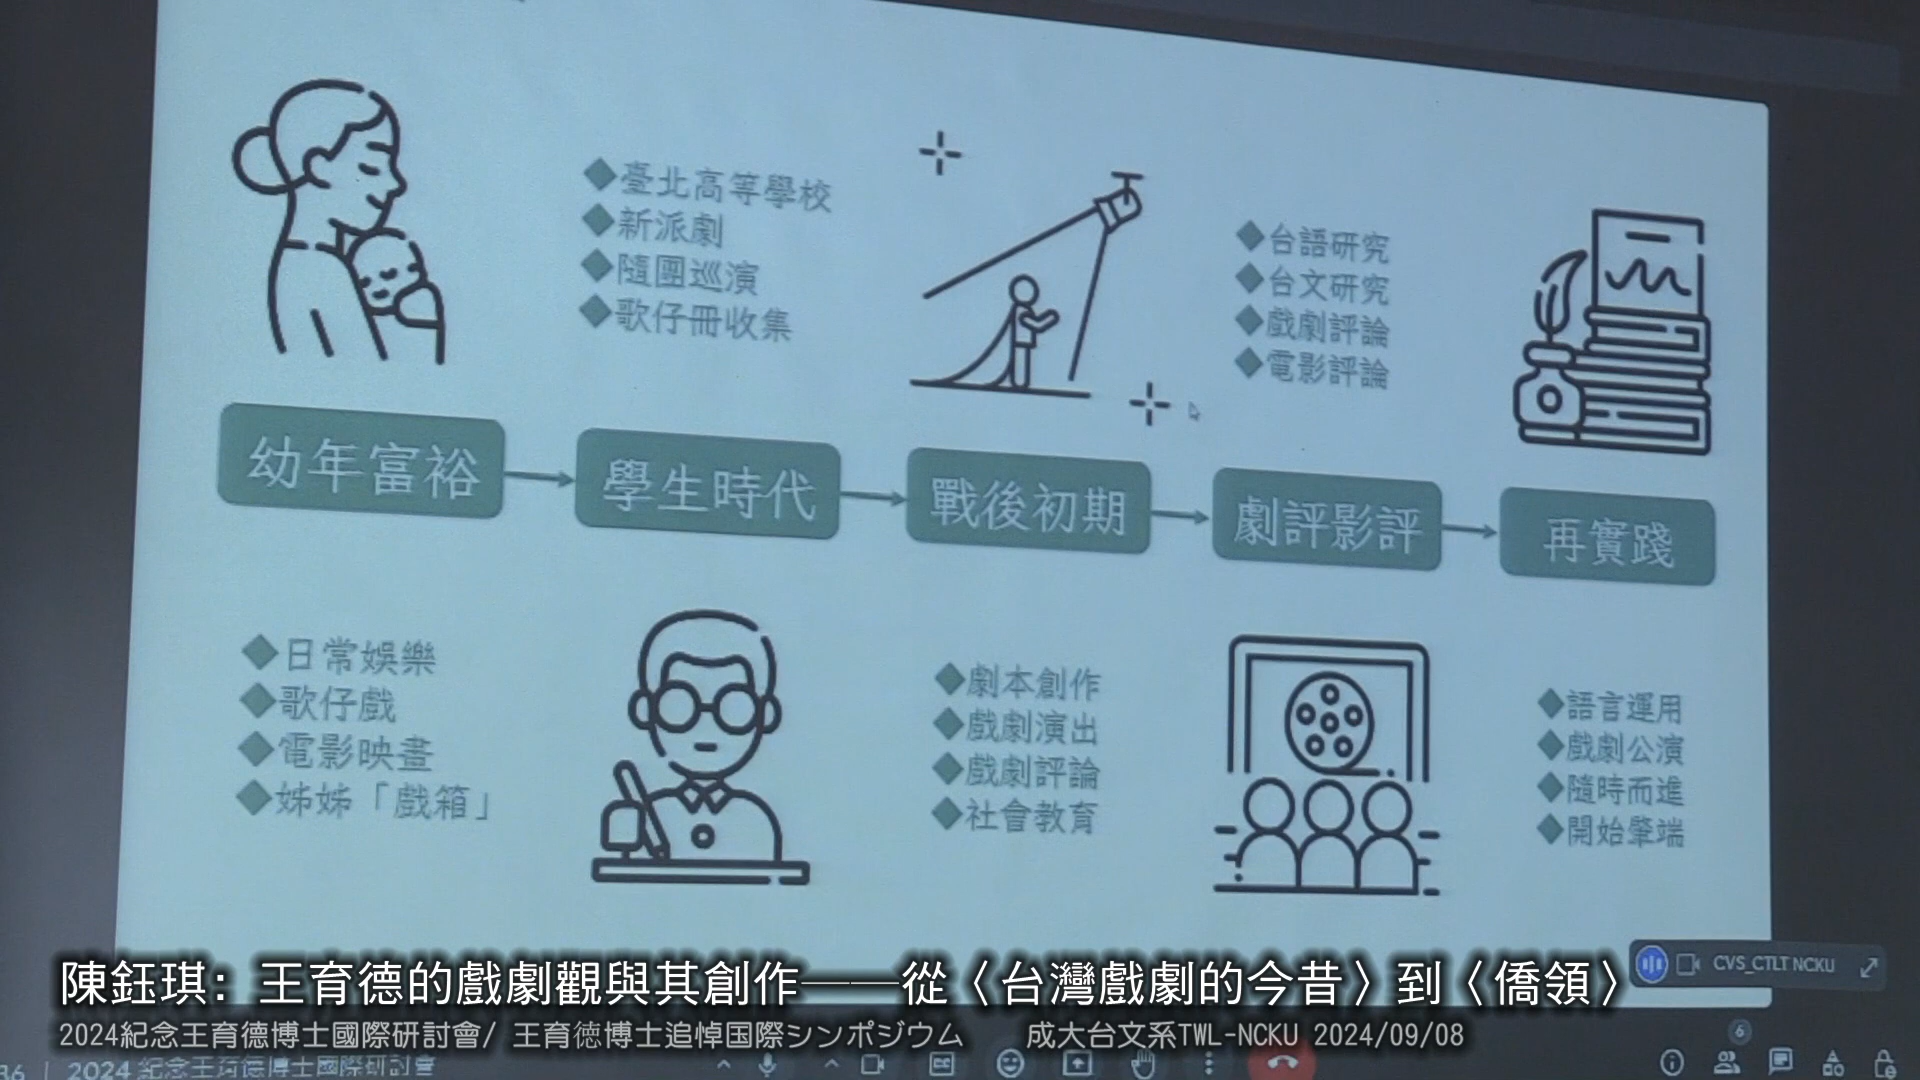 ◆臺北高等學校
◆新派劇
◆隨團巡演
◆歌仔冊收集
◆台語研究
◆台文研究
◆戲劇評論
◆電影評論
幼年富裕
學生時代
戰後初期
劇評影評
再實踐
◆日常娛樂
◆歌仔戲
◆電影映畫
◆姊姊「戲箱」
◆劇本創作
◆戲劇演出
◆戲劇評論
◆社會教育
◆語言運用
◆戲劇公演
◆隨時而進
◆開始肇端
CVS_CTLT NCKU
陳鈺琪：王育德的戲劇觀與其創作——從〈台灣戲劇的今昔〉到〈僑領〉
2024紀念王育德博士國際研討會/ 王育徳博士追悼国際シンポジウム 成大台文系TWL-NCKU 2024/09/08
6
36 | 2024 紀念王育德博士國際研討會